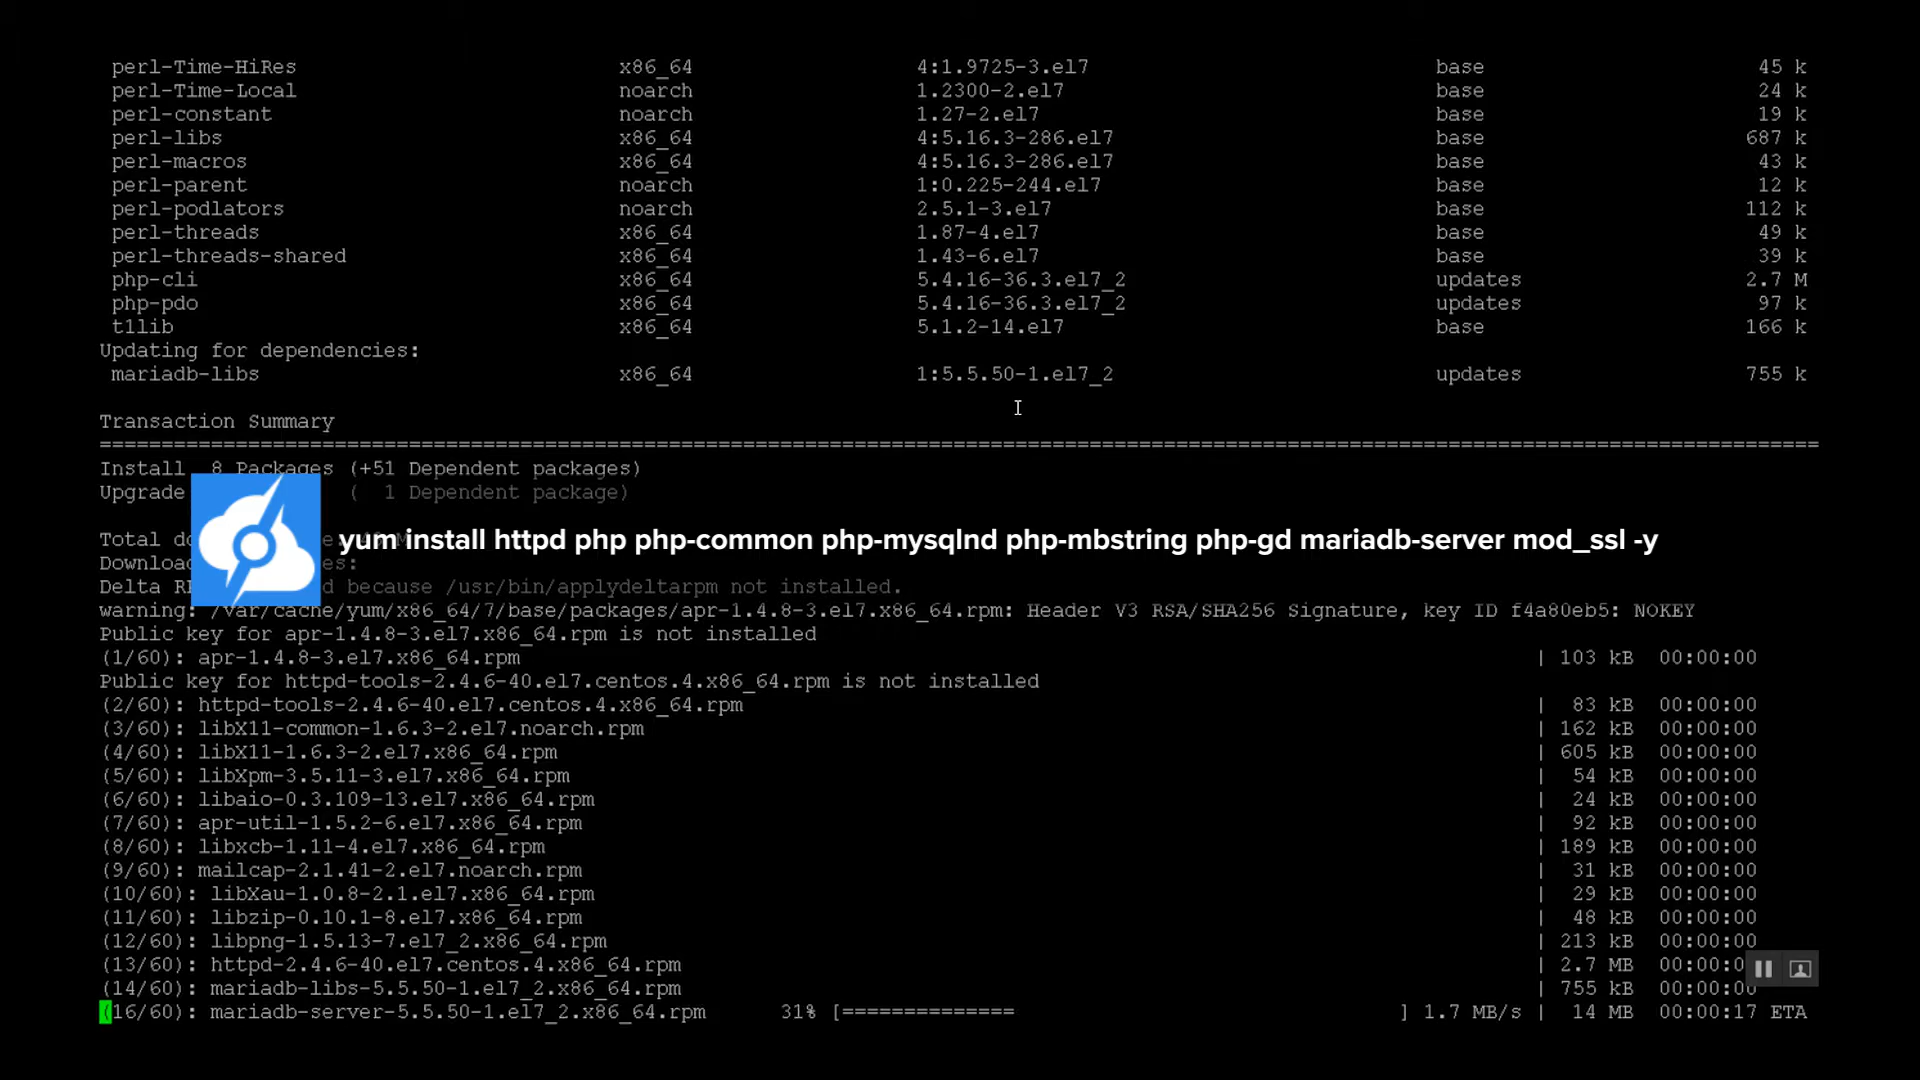 perl-Time-HiRes x86_64 4:1.9725-3.el7 base 45 k
perl-Time-Local noarch 1.2300-2.el7 base 24 k
perl-constant noarch 1.27-2.el7 base 19 k
perl-libs x86_64 4:5.16.3-286.el7 base 687 k
perl-macros x86_64 4:5.16.3-286.el7 base 43 k
perl-parent noarch 1:0.225-244.el7 base 12 k
perl-podlators noarch 2.5.1-3.el7 base 112 k
perl-threads x86_64 1.87-4.el7 base 49 k
perl-threads-shared x86_64 1.43-6.el7 base 39 k
php-cli x86_64 5.4.16-36.3.el7_2 updates 2.7 M
php-pdo x86_64 5.4.16-36.3.el7_2 updates 97 k
t1lib x86_64 5.1.2-14.el7 base 166 k
Updating for dependencies:
mariadb-libs x86_64 1:5.5.50-1.el7_2 updates 755 k
Transaction Summary
================================================================================
Install 8 Packages (+51 Dependent packages)
Upgrade ( 1 Dependent package)
yum install httpd php php-common php-mysqlnd php-mbstring php-gd mariadb-server mod_ssl -y
Total
es:
Delta because /usr/bin/applydeltarpm not installed.
warning: /var/cache/yum/x86_64/7/base/packages/apr-1.4.8-3.el7.x86_64.rpm: Header V3 RSA/SHA256 Signature, key ID f4a80eb5: NOKEY
Public key for apr-1.4.8-3.el7.x86_64.rpm is not installed
(1/60): apr-1.4.8-3.el7.x86_64.rpm | 103 kB 00:00:00
Public key for httpd-tools-2.4.6-40.el7.centos.4.x86_64.rpm is not installed
(2/60): httpd-tools-2.4.6-40.el7.centos.4.x86_64.rpm | 83 kB 00:00:00
(3/60): libX11-common-1.6.3-2.el7.noarch.rpm | 162 kB 00:00:00
(4/60): libX11-1.6.3-2.el7.x86_64.rpm | 605 kB 00:00:00
(5/60): libXpm-3.5.11-3.el7.x86_64.rpm | 54 kB 00:00:00
(6/60): libaio-0.3.109-13.el7.x86_64.rpm | 24 kB 00:00:00
(7/60): apr-util-1.5.2-6.el7.x86_64.rpm | 92 kB 00:00:00
(8/60): libxcb-1.11-4.el7.x86_64.rpm | 189 kB 00:00:00
(9/60): mailcap-2.1.41-2.el7.noarch.rpm | 31 kB 00:00:00
(10/60): libXau-1.0.8-2.1.el7.x86_64.rpm | 29 kB 00:00:00
(11/60): libzip-0.10.1-8.el7.x86_64.rpm | 48 kB 00:00:00
(12/60): libpng-1.5.13-7.el7_2.x86_64.rpm | 213 kB 00:00:00
(13/60): httpd-2.4.6-40.el7.centos.4.x86_64.rpm | 2.7 MB 00:00:0
(14/60): mariadb-libs-5.5.50-1.el7_2.x86_64.rpm | 755 kB 00:00:00
(16/60): mariadb-server-5.5.50-1.el7_2.x86_64.rpm 31% [============== ] 1.7 MB/s | 14 MB 00:00:17 ETA